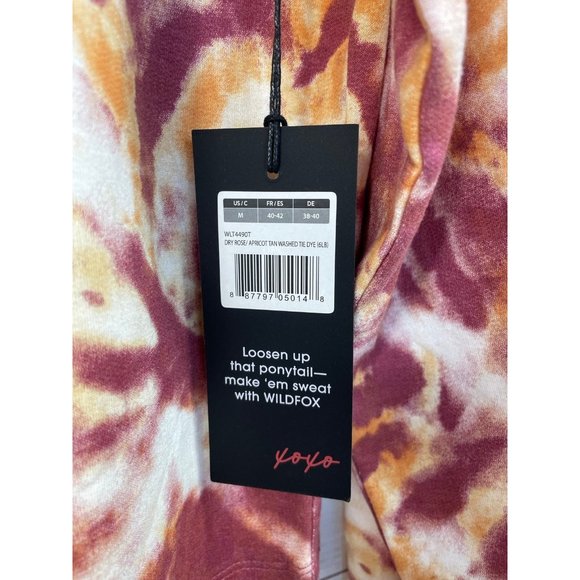 US / C FR / ES DE
M 40-42 38-40
WLT4490T
DRY ROSE/ APRICOT TAN WASHED TIE DYE (6LB)
8 87797 05014 8
Loosen up
that ponytail—
make 'em sweat
with WILDFOX
xoxo